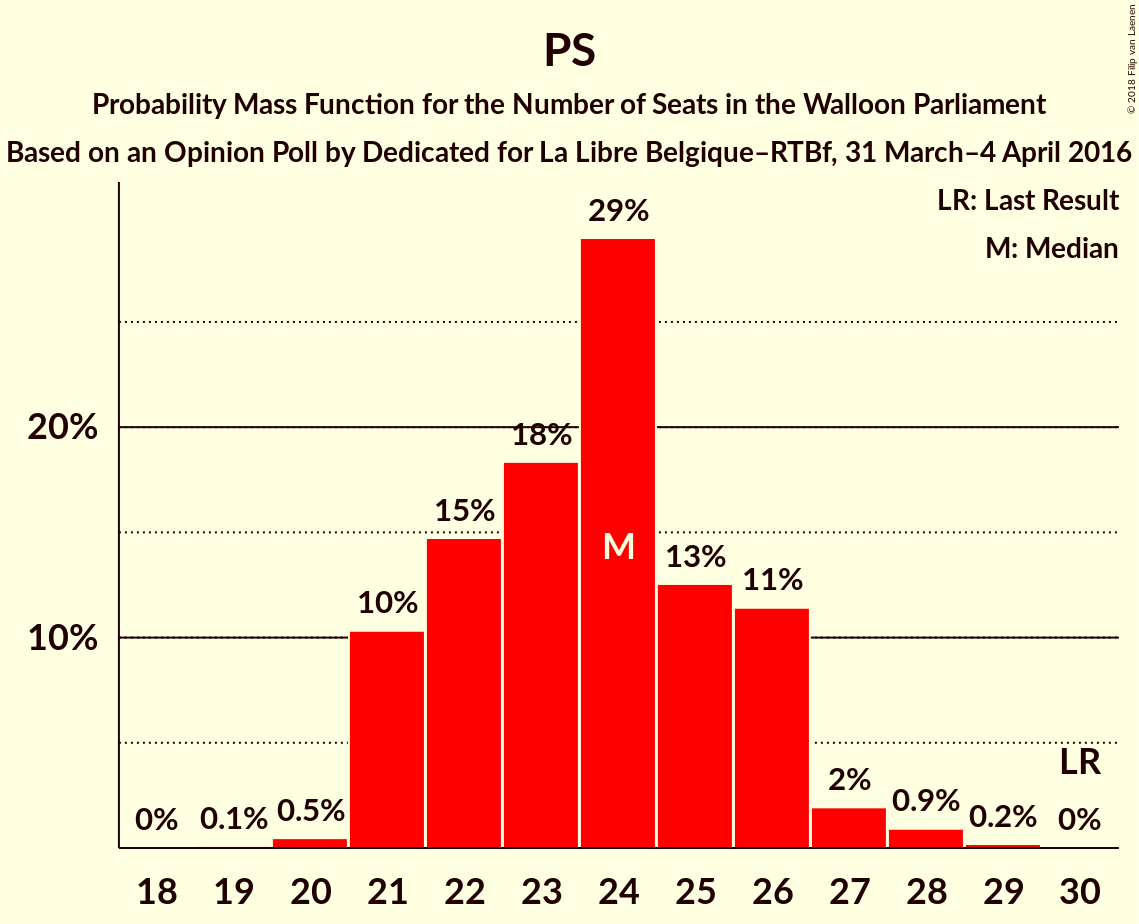 PS
Probability Mass Function for the Number of Seats in the Walloon Parliament
Based on an Opinion Poll by Dedicated for La Libre Belgique–RTBf, 31 March–4 April 2016
© 2018 Filip van Laenen
LR: Last Result
M: Median
29%
20%
18%
15%
M
13%
11%
10%
10%
LR
2%
0.9%
0.5%
0.2%
0.1%
0%
0%
18 19 20 21 22 23 24 25 26 27 28 29 30